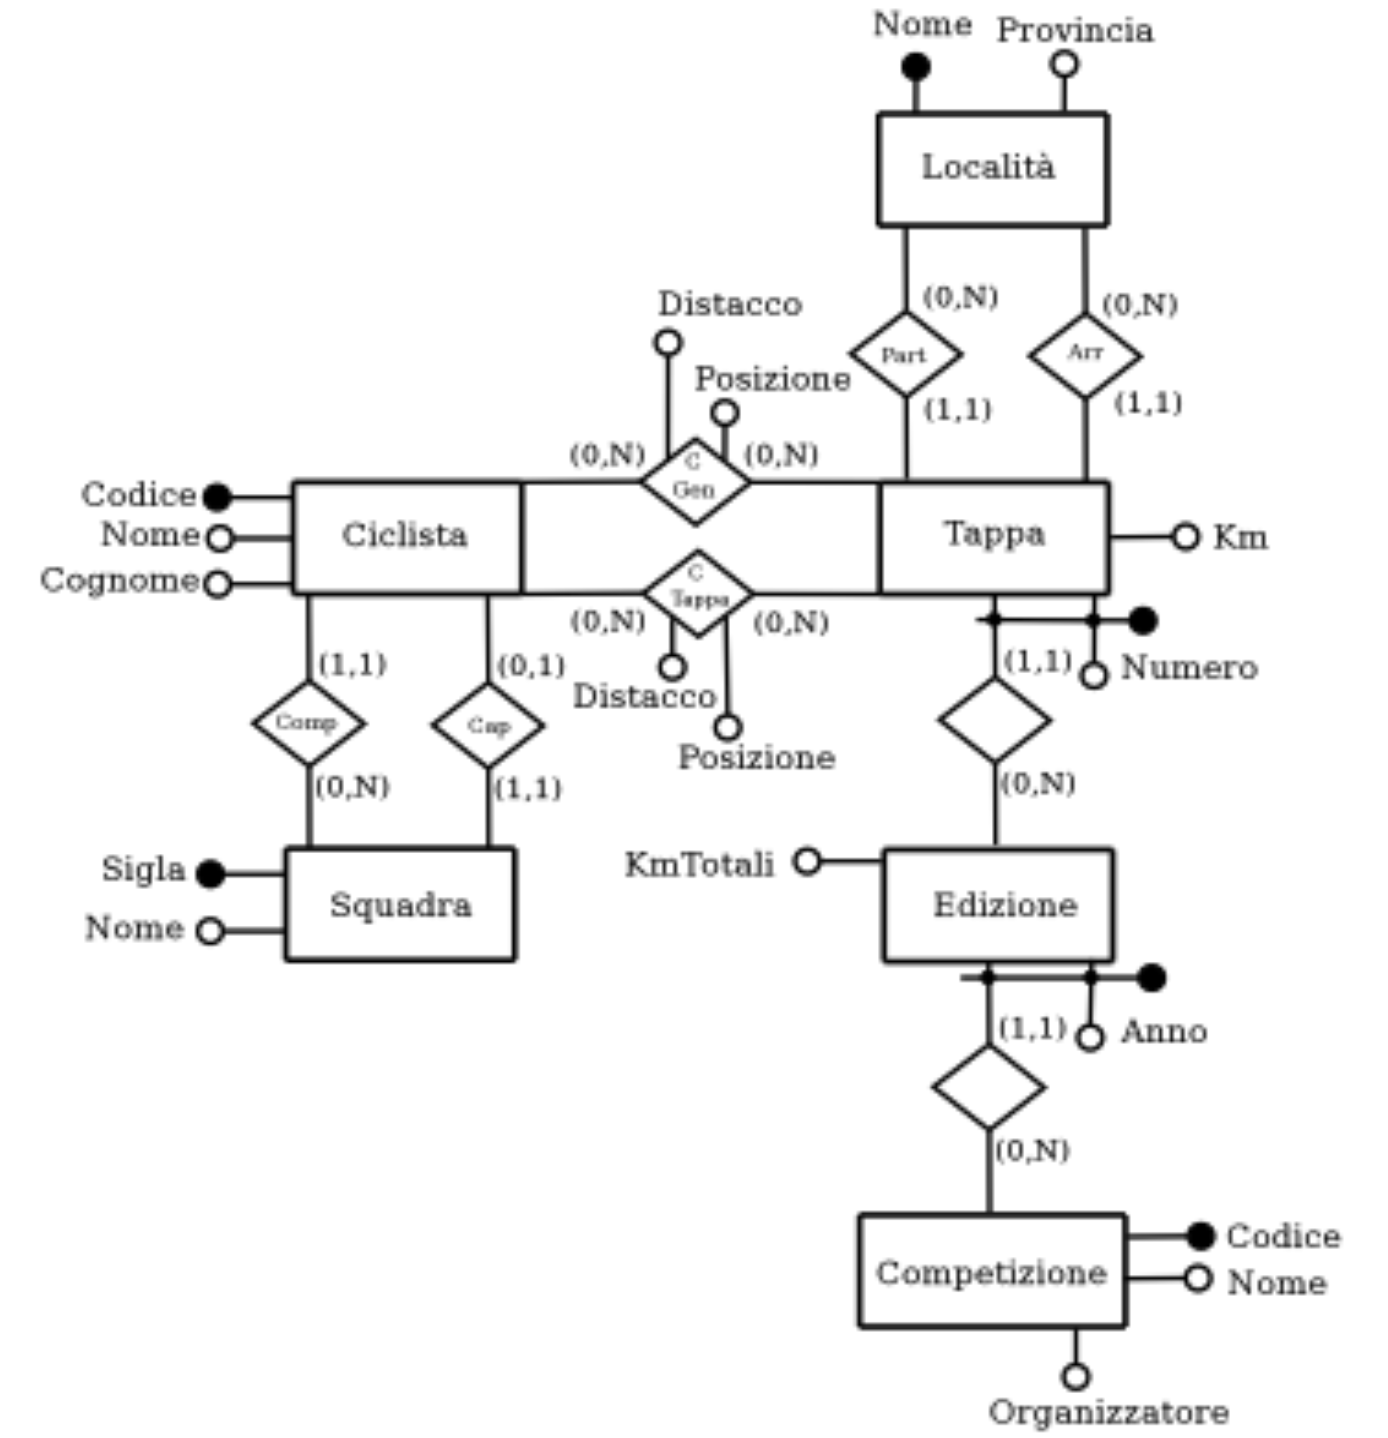 Nome Provincia
Località
(0,N) (0,N)
Part Arr
(1,1) (1,1)
Distacco
Posizione
(0,N) (0,N)
C
Gen
Codice
Nome
Cognome
Ciclista
Tappa
Km
C
Tappa
(0,N) (0,N)
Distacco
Posizione
(1,1) (0,1)
Comp Cap
(0,N) (1,1)
(1,1) Numero
(0,N)
Sigla
Nome
Squadra
KmTotali
Edizione
(1,1) Anno
(0,N)
Competizione
Codice
Nome
Organizzatore